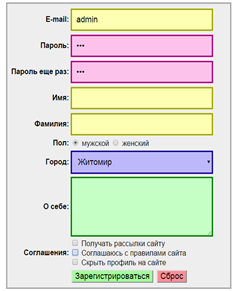 E-mail: admin
Пароль: •••
Пароль еще раз: •••
Имя:
Фамилия:
Пол: мужской женский
Город: Житомир
О себе:
Получать рассылки сайту
Соглашения: Соглашаюсь с правилами сайта
Скрыть профиль на сайте
Зарегистрироваться Сброс